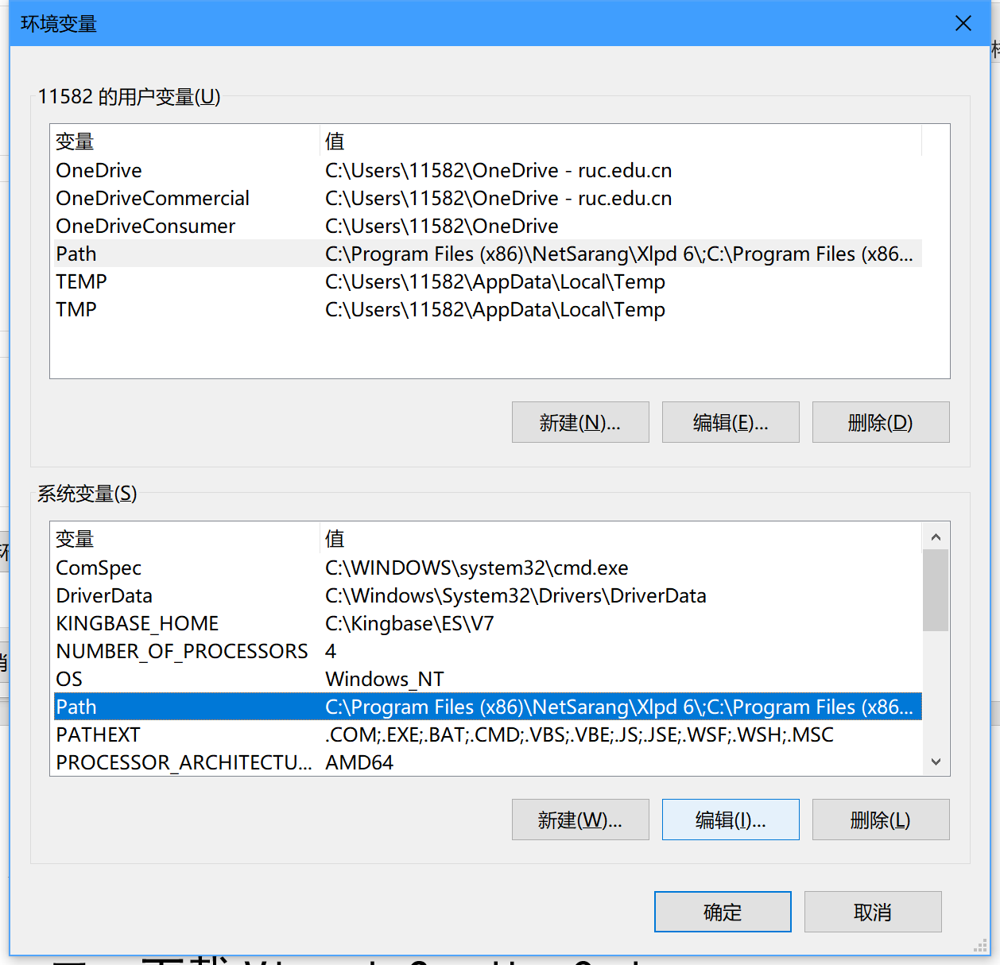 环境变量
11582 的用户变量(U)
变量 值
OneDrive C:\Users\11582\OneDrive - ruc.edu.cn
OneDriveCommercial C:\Users\11582\OneDrive - ruc.edu.cn
OneDriveConsumer C:\Users\11582\OneDrive
Path C:\Program Files (x86)\NetSarang\Xlpd 6\;C:\Program Files (x86...
TEMP C:\Users\11582\AppData\Local\Temp
TMP C:\Users\11582\AppData\Local\Temp
新建(N)... 编辑(E)... 删除(D)
系统变量(S)
变量 值
ComSpec C:\WINDOWS\system32\cmd.exe
DriverData C:\Windows\System32\Drivers\DriverData
KINGBASE_HOME C:\Kingbase\ES\V7
NUMBER_OF_PROCESSORS 4
OS Windows_NT
Path C:\Program Files (x86)\NetSarang\Xlpd 6\;C:\Program Files (x86...
PATHEXT .COM;.EXE;.BAT;.CMD;.VBS;.VBE;.JS;.JSE;.WSF;.WSH;.MSC
PROCESSOR_ARCHITECTU... AMD64
新建(W)... 编辑(I)... 删除(L)
确定 取消